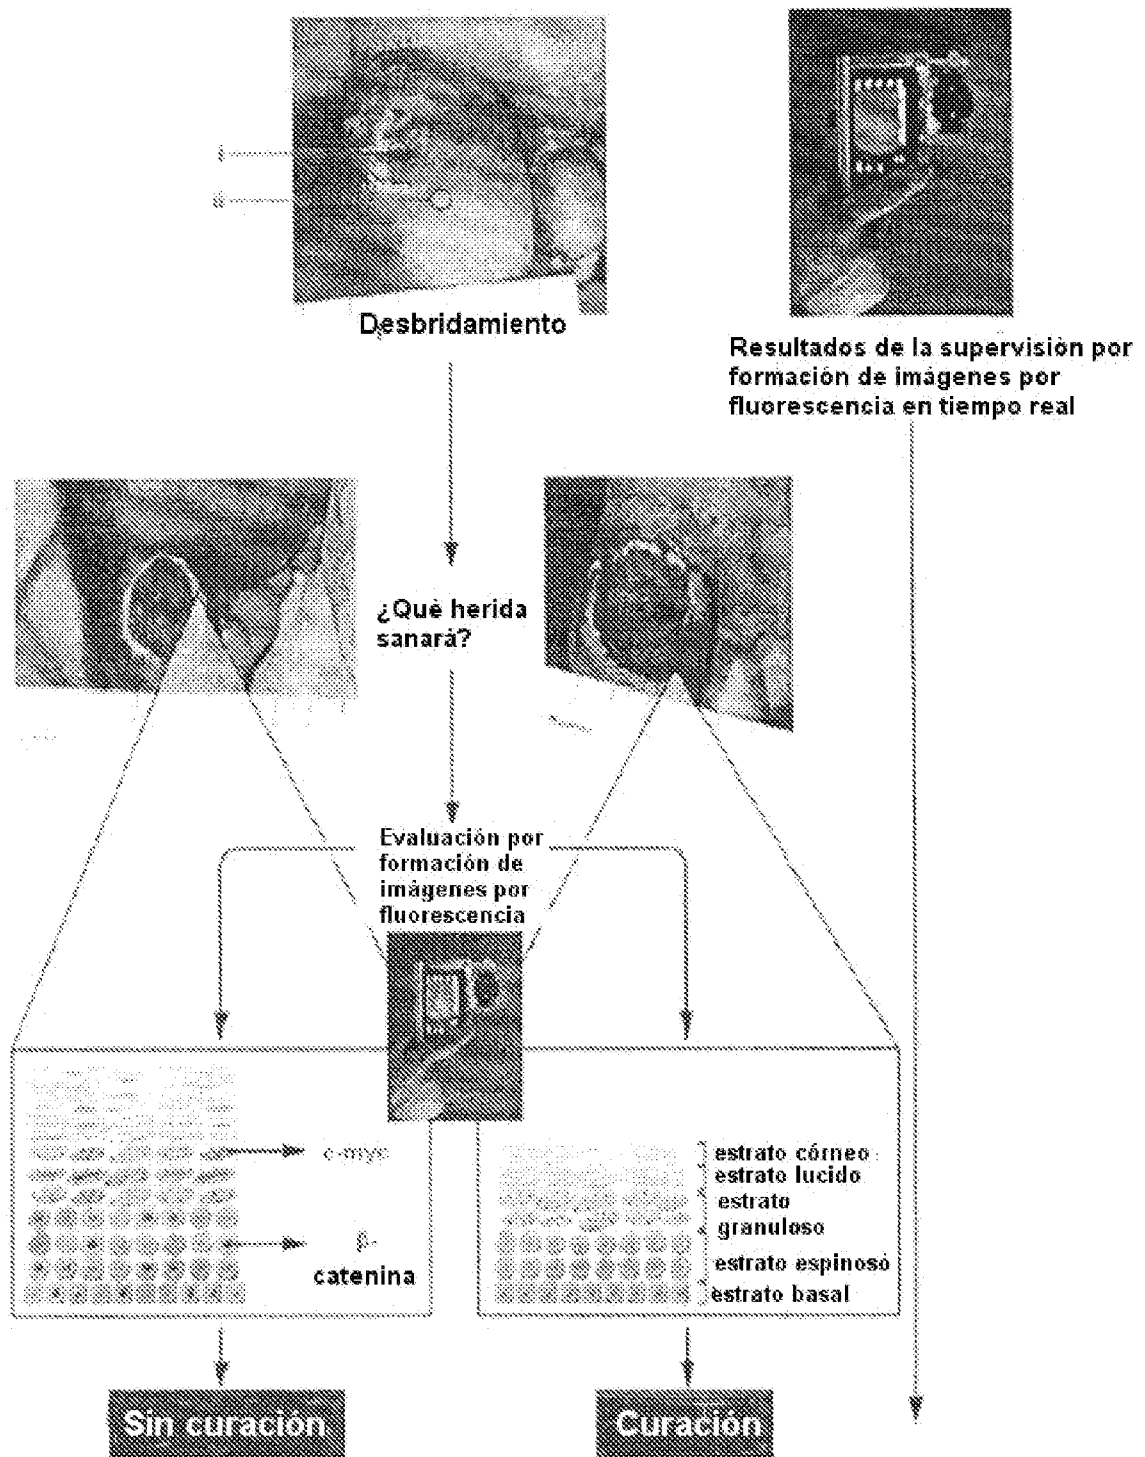 i
ii
Desbridamiento
Resultados de la supervisión por
formación de imágenes por
fluorescencia en tiempo real
¿Qué herida
sanará?
Evaluación por
formación de
imágenes por
fluorescencia
c-myc
β-
catenina
estrato córneo
estrato lucido
estrato
granuloso
estrato espinoso
estrato basal
Sin curación
Curación